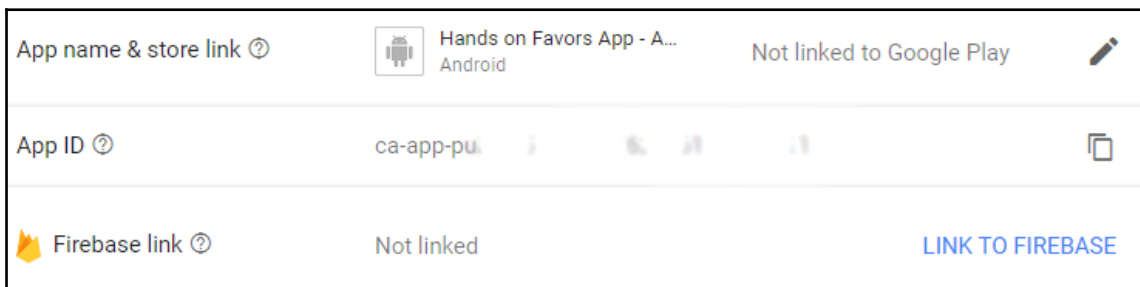 App name & store link
Hands on Favors App - A...
Android
Not linked to Google Play
App ID
ca-app-pu
Firebase link
Not linked
LINK TO FIREBASE